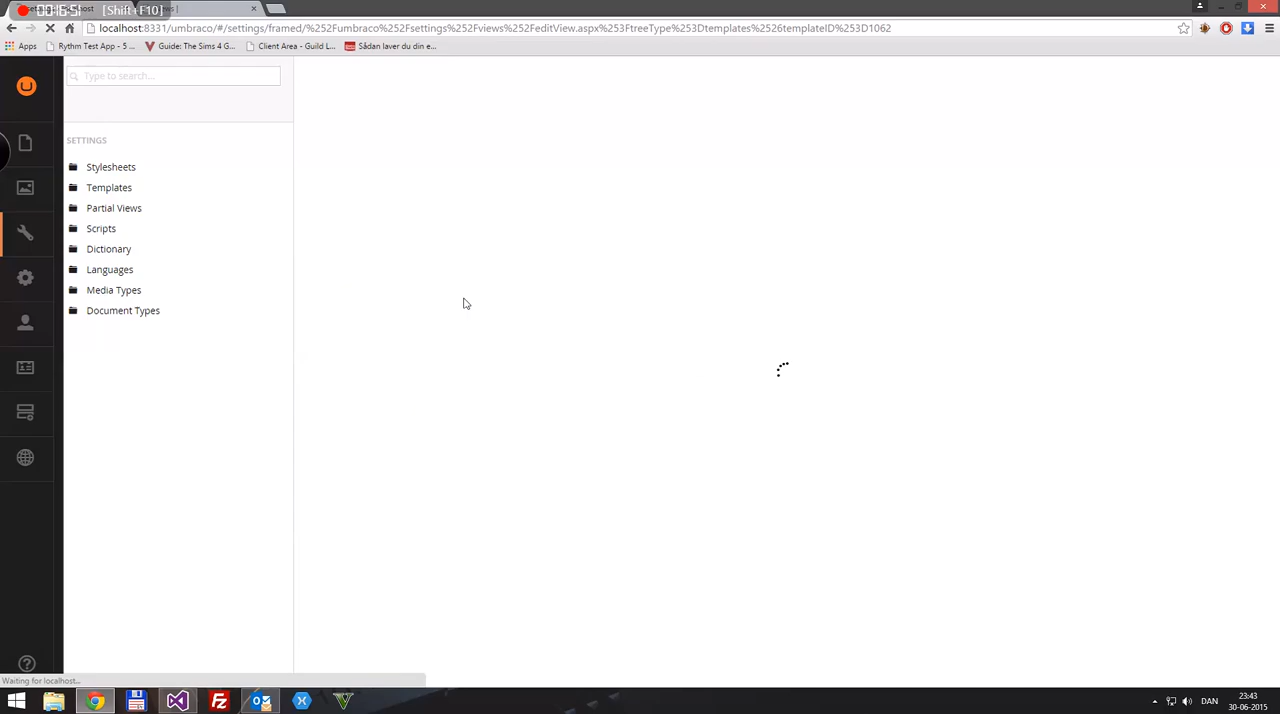 [Shift+F10]
localhost:8331/umbraco/#/settings/framed/%252Fumbraco%252Fsettings%252Fviews%252FeditView.aspx%253FtreeType%253Dtemplates%2526templateID%253D1062
Apps
Rythm Test App - 5 ...
Guide: The Sims 4 G...
Client Area - Guild L...
Sådan laver du din e...
Type to search...
SETTINGS
Stylesheets
Templates
Partial Views
Scripts
Dictionary
Languages
Media Types
Document Types
Waiting for localhost...
DAN
23:43
30-06-2015